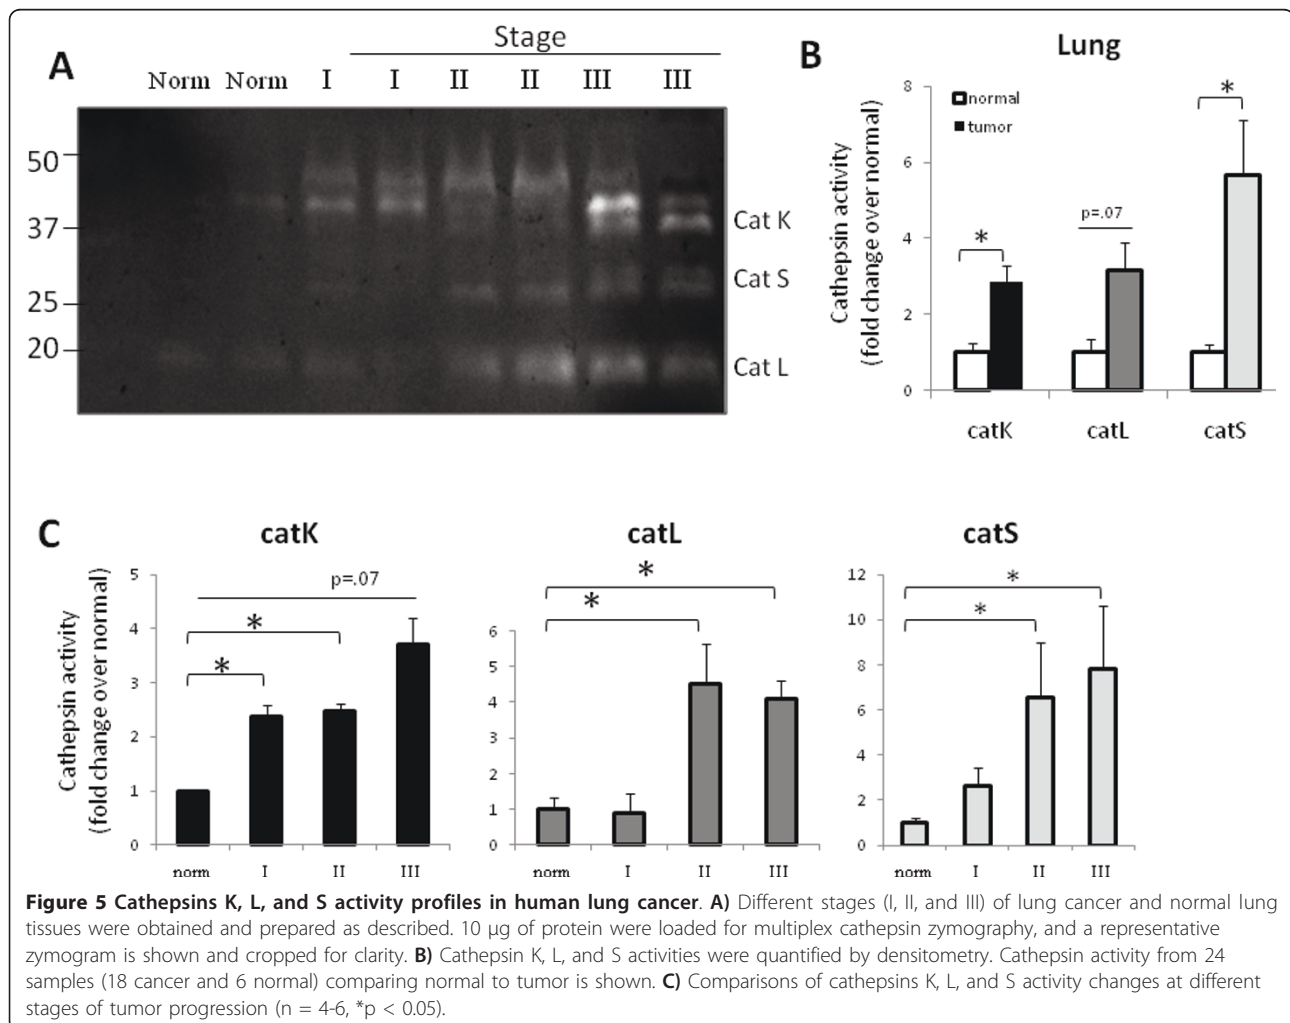 Stage
A
Norm Norm I I II II III III
50
37
25
20
Cat K
Cat S
Cat L
B
Lung
Cathepsin activity
(fold change over normal)
8
6
4
2
0
normal
tumor
*
p=.07
*
catK catL catS
C
catK
Cathepsin activity
(fold change over normal)
5
4
3
2
1
0
p=.07
*
*
norm I II III
catL
6
5
4
3
2
1
0
*
*
norm I II III
catS
12
10
8
6
4
2
0
*
*
norm I II III
Figure 5 Cathepsins K, L, and S activity profiles in human lung cancer. A) Different stages (I, II, and III) of lung cancer and normal lung
tissues were obtained and prepared as described. 10 μg of protein were loaded for multiplex cathepsin zymography, and a representative
zymogram is shown and cropped for clarity. B) Cathepsin K, L, and S activities were quantified by densitometry. Cathepsin activity from 24
samples (18 cancer and 6 normal) comparing normal to tumor is shown. C) Comparisons of cathepsins K, L, and S activity changes at different
stages of tumor progression (n = 4-6, *p < 0.05).